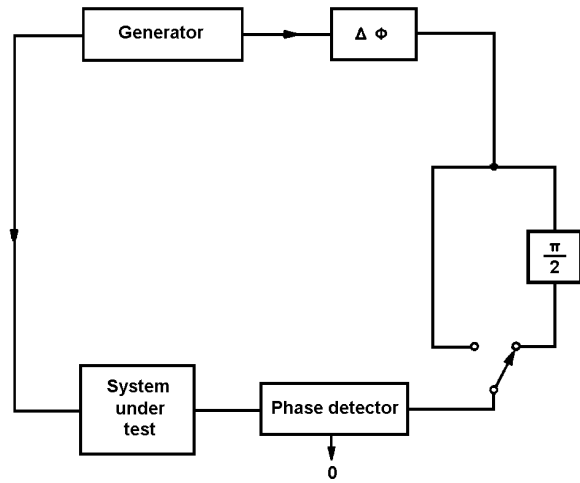 Generator
Δ Φ
π
2
System
under
test
Phase detector
0